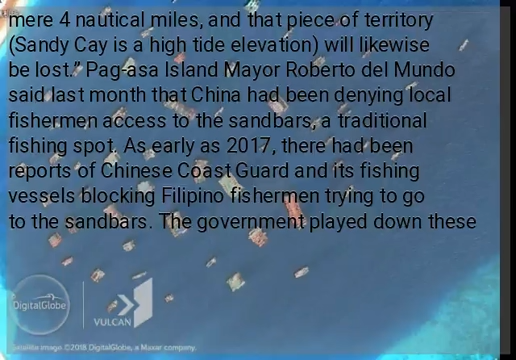 mere 4 nautical miles, and that piece of territory
(Sandy Cay is a high tide elevation) will likewise
be lost.” Pag-asa Island Mayor Roberto del Mundo
said last month that China had been denying local
fishermen access to the sandbars, a traditional
fishing spot. As early as 2017, there had been
reports of Chinese Coast Guard and its fishing
vessels blocking Filipino fishermen trying to go
to the sandbars. The government played down these
DigitalGlobe
VULCAN
Satellite image ©2018 DigitalGlobe, a Maxar company.